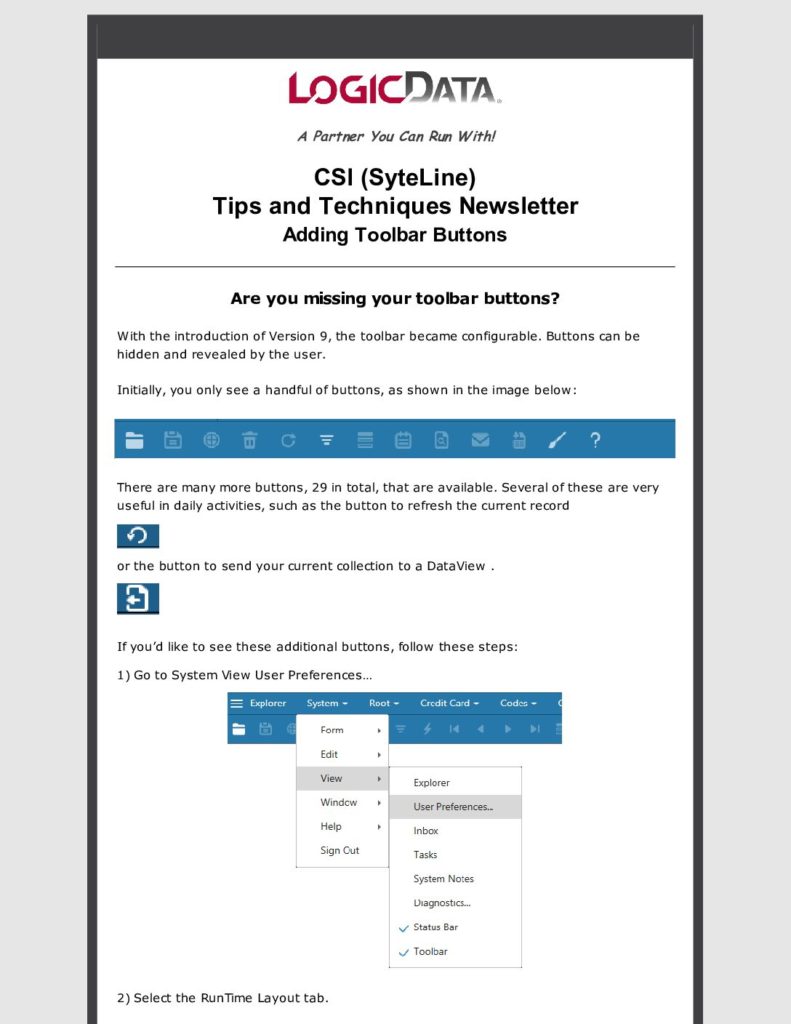 LOGICDATA
A Partner You Can Run With!
CSI (SyteLine)
Tips and Techniques Newsletter
Adding Toolbar Buttons
Are you missing your toolbar buttons?
With the introduction of Version 9, the toolbar became configurable. Buttons can be
hidden and revealed by the user.
Initially, you only see a handful of buttons, as shown in the image below:
?
There are many more buttons, 29 in total, that are available. Several of these are very
useful in daily activities, such as the button to refresh the current record
or the button to send your current collection to a DataView .
If you’d like to see these additional buttons, follow these steps:
1) Go to System View User Preferences…
Explorer System Root Credit Card Codes
Form
Edit
View
Window
Help
Sign Out
Explorer
User Preferences...
Inbox
Tasks
System Notes
Diagnostics...
Status Bar
Toolbar
2) Select the RunTime Layout tab.